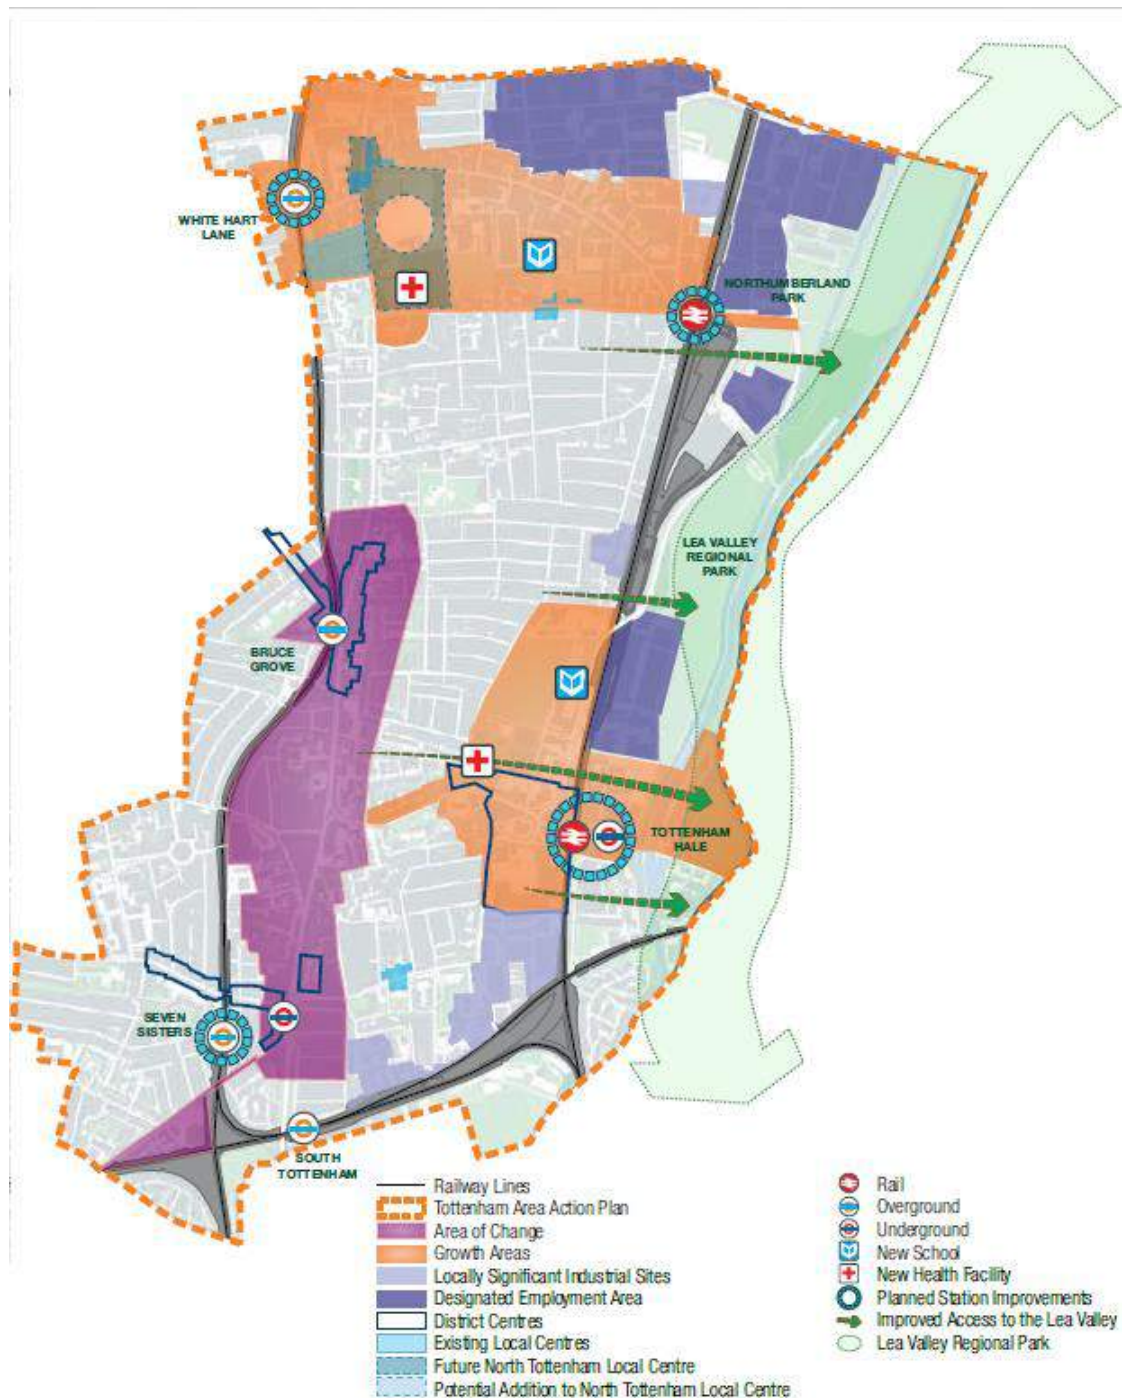 WHITE HART
LANE
NORTHUMBERLAND
PARK
LEA VALLEY
REGIONAL
PARK
BRUCE
GROVE
TOTTENHAM
HALE
SEVEN
SISTERS
SOUTH
TOTTENHAM
Railway Lines
Tottenham Area Action Plan
Area of Change
Growth Areas
Locally Significant Industrial Sites
Designated Employment Area
District Centres
Existing Local Centres
Future North Tottenham Local Centre
Potential Addition to North Tottenham Local Centre
Rail
Overground
Underground
New School
New Health Facility
Planned Station Improvements
Improved Access to the Lea Valley
Lea Valley Regional Park